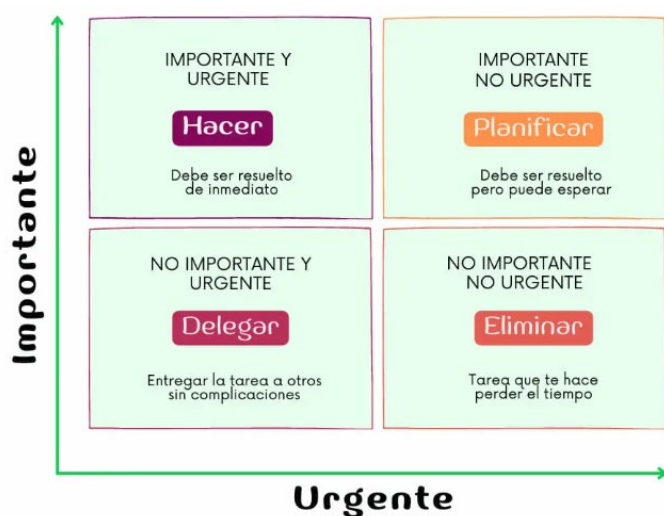 IMPORTANTE Y
URGENTE
Hacer
Debe ser resuelto
de inmediato
IMPORTANTE
NO URGENTE
Planificar
Debe ser resuelto
pero puede esperar
NO IMPORTANTE Y
URGENTE
Delegar
Entregar la tarea a otros
sin complicaciones
NO IMPORTANTE
NO URGENTE
Eliminar
Tarea que te hace
perder el tiempo
Importante
Urgente